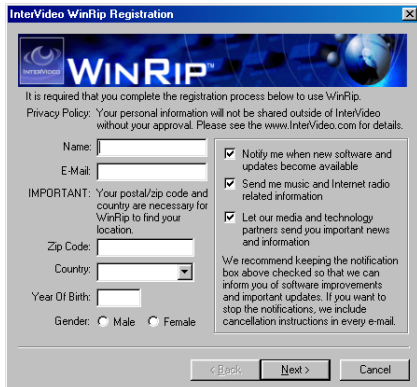 InterVideo WinRip Registration
INTERVIDEO
WINRIP™
It is required that you complete the registration process below to use WinRip.
Privacy Policy: Your personal information will not be shared outside of InterVideo
without your approval. Please see the www.InterVideo.com for details.
Name:
E-Mail:
IMPORTANT: Your postal/zip code and
country are necessary for
WinRip to find your
location.
Zip Code:
Country:
Year Of Birth:
Gender: Male Female
Notify me when new software and
updates become available
Send me music and Internet radio
related information
Let our media and technology
partners send you important news
and information
We recommend keeping the notification
box above checked so that we can
inform you of software improvements
and important updates. If you want to
stop the notifications, we include
cancellation instructions in every e-mail.
< Back Next > Cancel